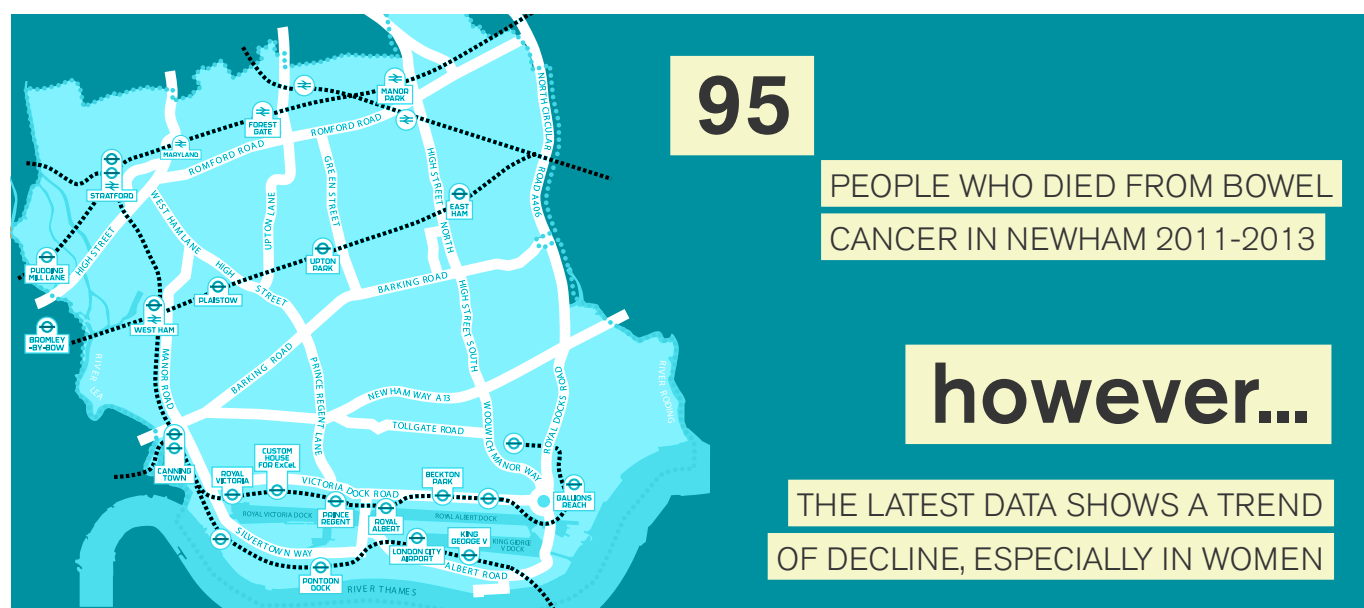 95
PEOPLE WHO DIED FROM BOWEL
CANCER IN NEWHAM 2011-2013
however...
THE LATEST DATA SHOWS A TREND
OF DECLINE, ESPECIALLY IN WOMEN
MANOR
PARK
FOREST
GATE
MARYLAND
STRATFORD
PUDDING
MILL LANE
BROMLEY
-BY-BOW
WEST HAM
PLAISTOW
UPTON
PARK
EAST
HAM
CANNING
TOWN
ROYAL
VICTORIA
CUSTOM
HOUSE
FOR ExCeL
PRINCE
REGENT
ROYAL
ALBERT
BECKTON
PARK
GALLIONS
REACH
LONDON CITY
AIRPORT
KING
GEORGE V
PONTOON
DOCK
ROMFORD ROAD
ROMFORD ROAD
NORTH CIRCULAR ROAD A406
HIGH STREET NORTH
GREEN STREET
UPTON LANE
WEST HAM LANE
HIGH STREET
HIGH STREET
BARKING ROAD
BARKING ROAD
HIGH STREET SOUTH
MANOR ROAD
PRINCE REGENT LANE
NEWHAM WAY A13
TOLLGATE ROAD
WOOLWICH MANOR WAY
ROYAL DOCKS ROAD
VICTORIA DOCK ROAD
SILVERTOWN WAY
ALBERT ROAD
ROYAL VICTORIA DOCK
ROYAL ALBERT DOCK
KING GEORGE
V DOCK
RIVER LEA
RIVER RODING
RIVER THAMES